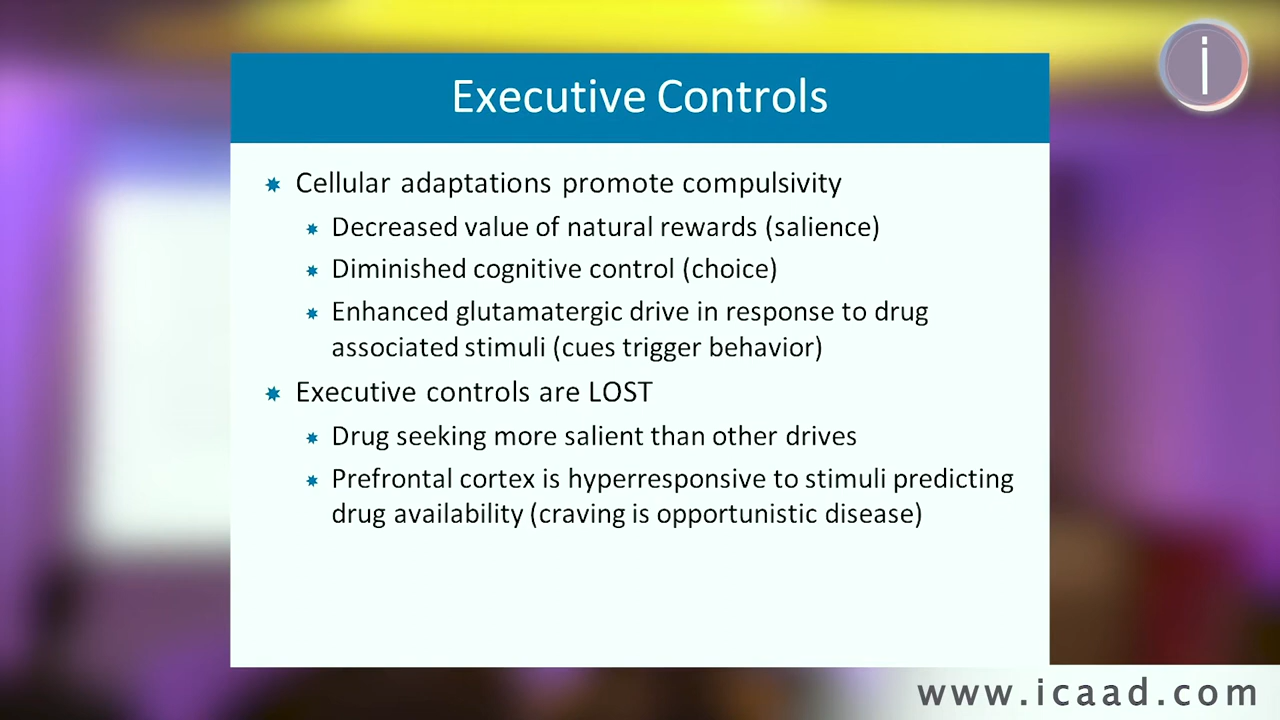 i
Executive Controls
Cellular adaptations promote compulsivity
Decreased value of natural rewards (salience)
Diminished cognitive control (choice)
Enhanced glutamatergic drive in response to drug
associated stimuli (cues trigger behavior)
Executive controls are LOST
Drug seeking more salient than other drives
Prefrontal cortex is hyperresponsive to stimuli predicting
drug availability (craving is opportunistic disease)
www.icaad.com